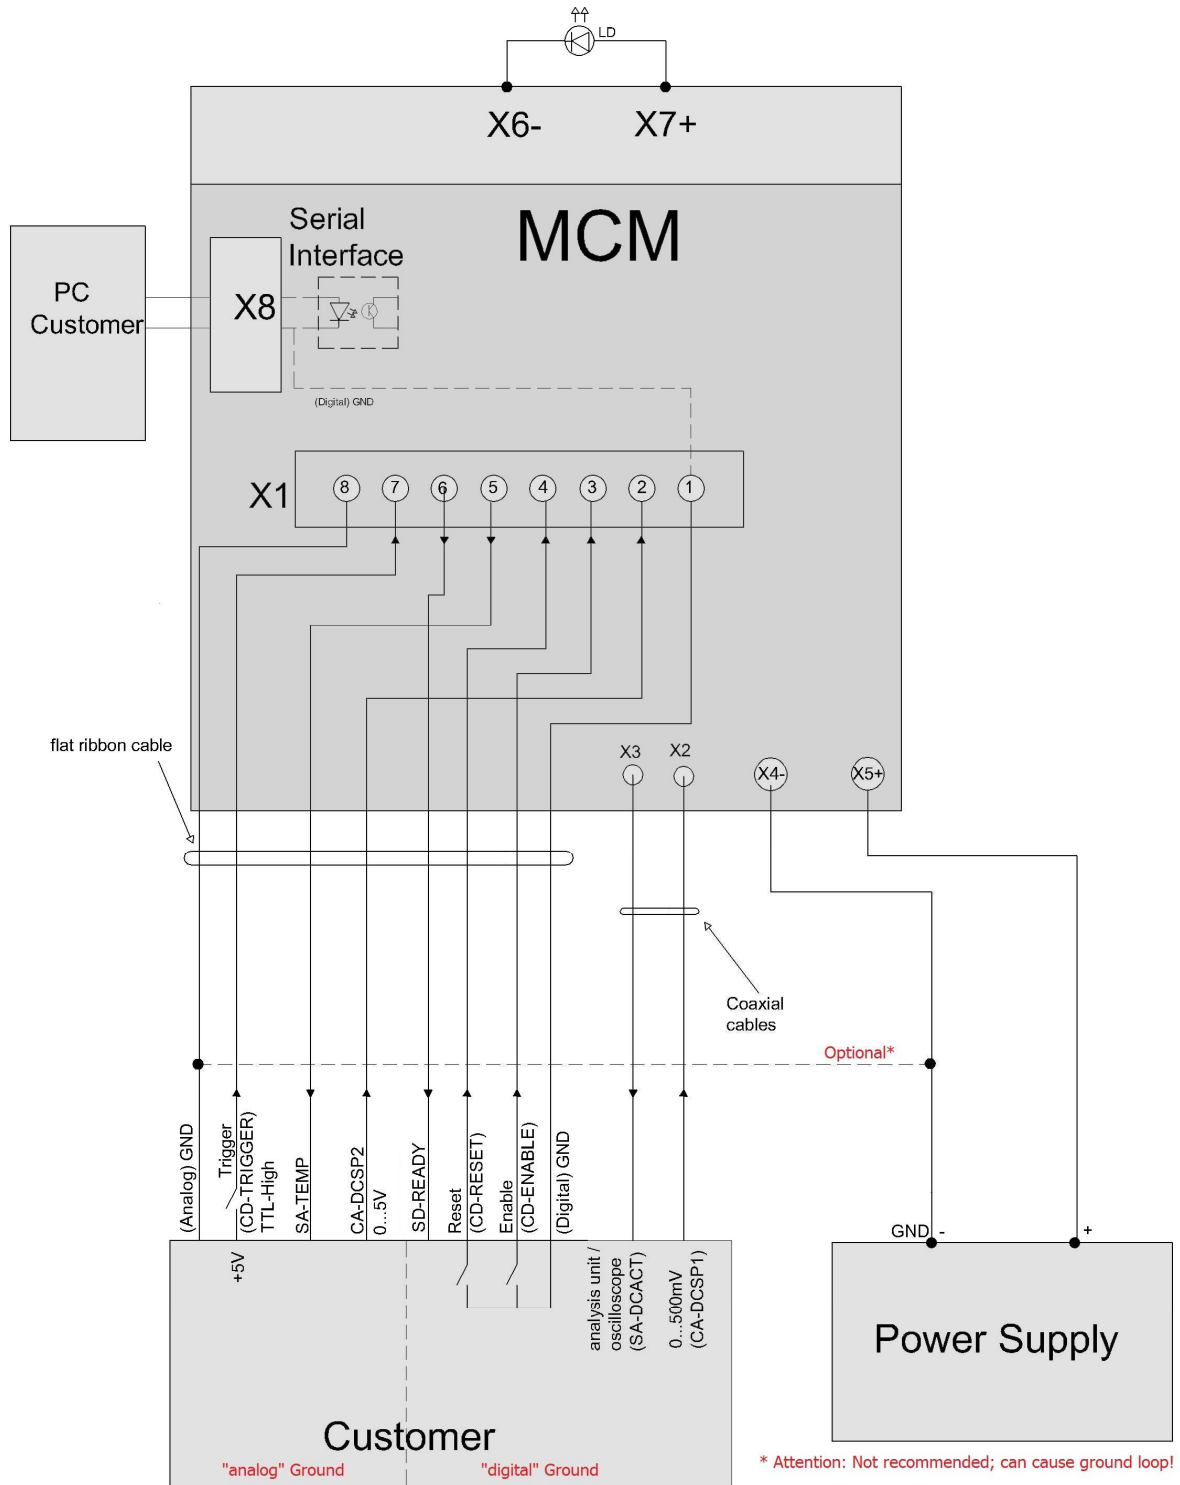 LD
X6-
X7+
MCM
Serial
Interface
PC
Customer
X8
(Digital) GND
X1
8
7
6
5
4
3
2
1
flat ribbon cable
X3
X2
X4-
X5+
Coaxial
cables
Optional*
(Analog) GND
Trigger
(CD-TRIGGER)
TTL-High
SA-TEMP
CA-DCSP2
0...5V
SD-READY
Reset
(CD-RESET)
Enable
(CD-ENABLE)
(Digital) GND
+5V
analysis unit /
oscilloscope
(SA-DCACT)
0...500mV
(CA-DCSP1)
GND
-
+
Power Supply
Customer
"analog" Ground
"digital" Ground
* Attention: Not recommended; can cause ground loop!